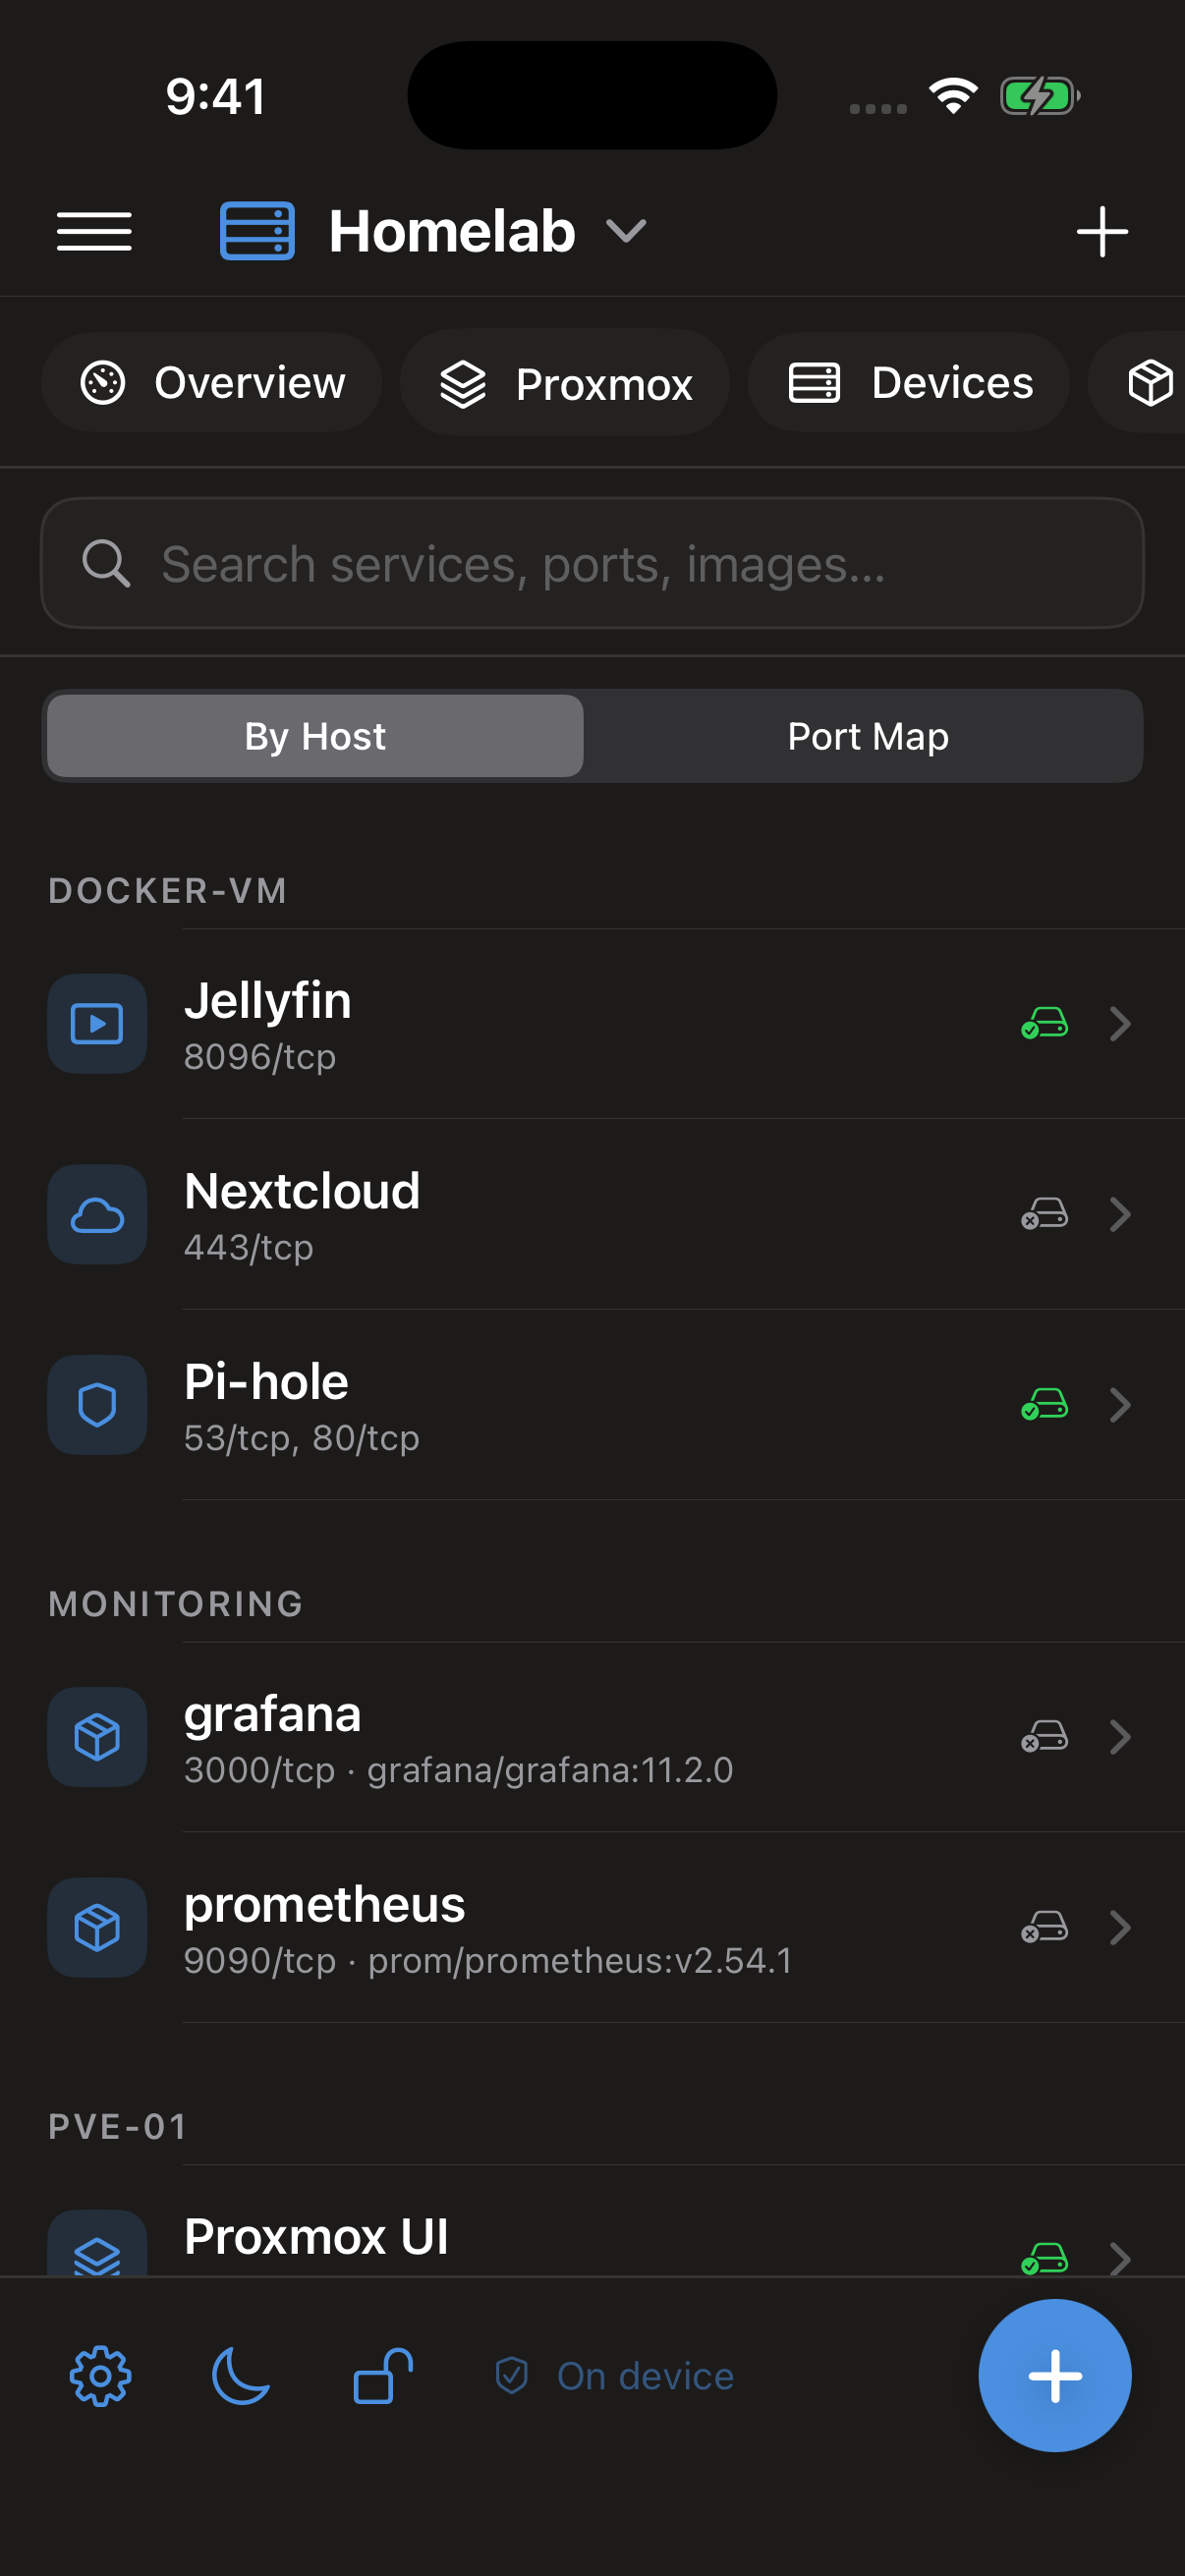 9:41
Homelab
Overview
Proxmox
Devices
Search services, ports, images...
By Host
Port Map
DOCKER-VM
Jellyfin
8096/tcp
Nextcloud
443/tcp
Pi-hole
53/tcp, 80/tcp
MONITORING
grafana
3000/tcp · grafana/grafana:11.2.0
prometheus
9090/tcp · prom/prometheus:v2.54.1
PVE-01
Proxmox UI
On device